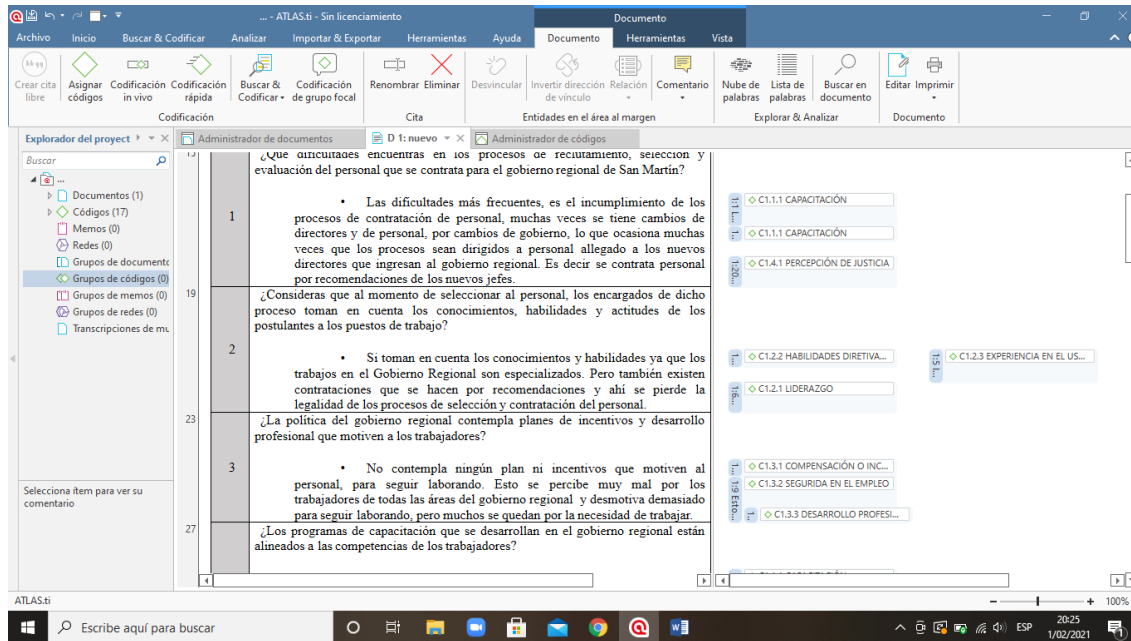 ... - ATLAS.ti - Sin licenciamiento
Documento
Archivo Inicio Buscar & Codificar Analizar Importar & Exportar Herramientas Ayuda Documento Herramientas Vista
Crear cita libre
Asignar códigos
Codificación in vivo
Codificación rápida
Buscar & Codificar
Codificación de grupo focal
Renombrar
Eliminar
Desvincular
Invertir dirección de vínculo
Relación
Comentario
Nube de palabras
Lista de palabras
Buscar en documento
Editar
Imprimir
Codificación
Cita
Entidades en el área al margen
Explorar & Analizar
Documento
Explorador del proyect
Administrador de documentos
D 1: nuevo
Administrador de códigos
Buscar
...
Documentos (1)
Códigos (17)
Memos (0)
Redes (0)
Grupos de documento
Grupos de códigos (0)
Grupos de memos (0)
Grupos de redes (0)
Transcripciones de mu
Selecciona ítem para ver su
comentario
15
¿Qué dificultades encuentras en los procesos de reclutamiento, selección y
evaluación del personal que se contrata para el gobierno regional de San Martín?
1
• Las dificultades más frecuentes, es el incumplimiento de los
procesos de contratación de personal, muchas veces se tiene cambios de
directores y de personal, por cambios de gobierno, lo que ocasiona muchas
veces que los procesos sean dirigidos a personal allegado a los nuevos
directores que ingresan al gobierno regional. Es decir se contrata personal
por recomendaciones de los nuevos jefes.
19
¿Consideras que al momento de seleccionar al personal, los encargados de dicho
proceso toman en cuenta los conocimientos, habilidades y actitudes de los
postulantes a los puestos de trabajo?
2
• Si toman en cuenta los conocimientos y habilidades ya que los
trabajos en el Gobierno Regional son especializados. Pero también existen
contrataciones que se hacen por recomendaciones y ahí se pierde la
legalidad de los procesos de selección y contratación del personal.
23
¿La política del gobierno regional contempla planes de incentivos y desarrollo
profesional que motiven a los trabajadores?
3
• No contempla ningún plan ni incentivos que motiven al
personal, para seguir laborando. Esto se percibe muy mal por los
trabajadores de todas las áreas del gobierno regional y desmotiva demasiado
para seguir laborando, pero muchos se quedan por la necesidad de trabajar.
27
¿Los programas de capacitación que se desarrollan en el gobierno regional están
alineados a las competencias de los trabajadores?
1:1 L...
C1.1.1 CAPACITACIÓN
1...
C1.1.1 CAPACITACIÓN
1:20...
C1.4.1 PERCEPCIÓN DE JUSTICIA
1...
C1.2.2 HABILIDADES DIRETIVA...
1:5 l...
C1.2.3 EXPERIENCIA EN EL US...
1:6...
C1.2.1 LIDERAZGO
1...
C1.3.1 COMPENSACIÓN O INC...
1:9 Esto...
C1.3.2 SEGURIDA EN EL EMPLEO
1...
C1.3.3 DESARROLLO PROFESI...
ATLAS.ti
100%
Escribe aquí para buscar
ESP
20:25
1/02/2021
1